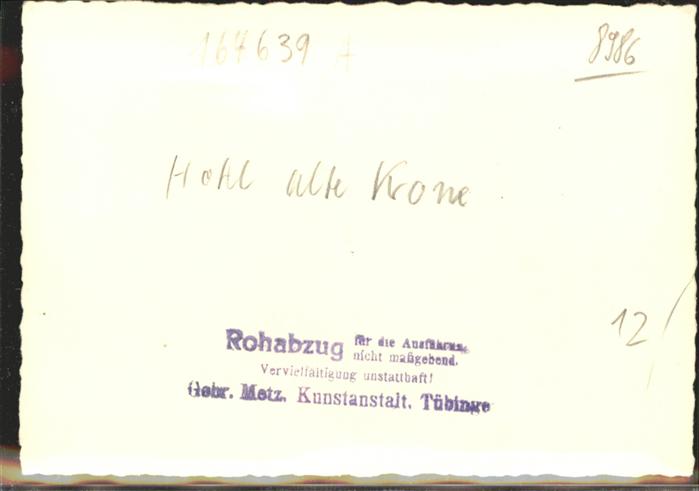 167639 A
8986
Hotel alte Krone
12/
Rohabzug für die Ausführung
nicht maßgebend.
Vervielfältigung unstatthaft!
Gebr. Metz, Kunstanstalt, Tübingen